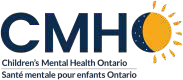 CMHO
Children's Mental Health Ontario
Santé mentale pour enfants Ontario